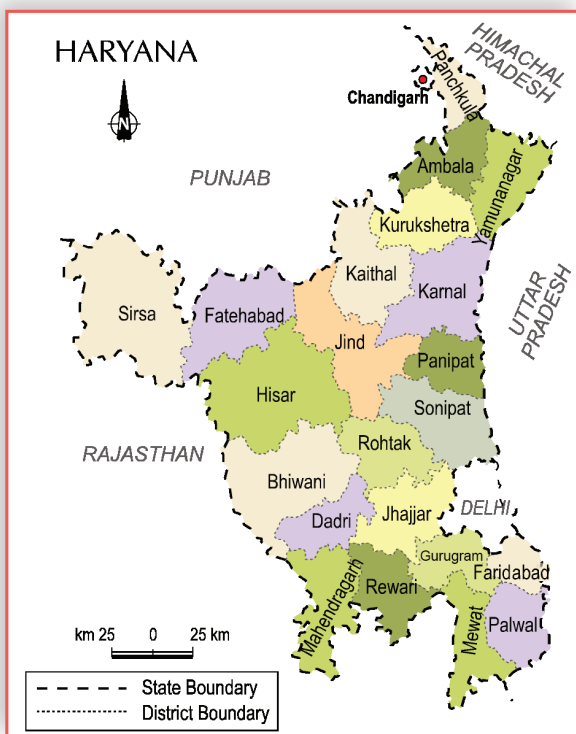 HARYANA
N
HIMACHAL
PRADESH
Panchkula
Chandigarh
PUNJAB
Ambala
Yamunanagar
Kurukshetra
Kaithal
Karnal
UTTAR
PRADESH
Sirsa
Fatehabad
Jind
Panipat
Hisar
Sonipat
RAJASTHAN
Rohtak
Bhiwani
DELHI
Dadri
Jhajjar
Gurugram
Faridabad
Mahendragarh
Rewari
Mewat
Palwal
km 25 0 25 km
State Boundary
District Boundary